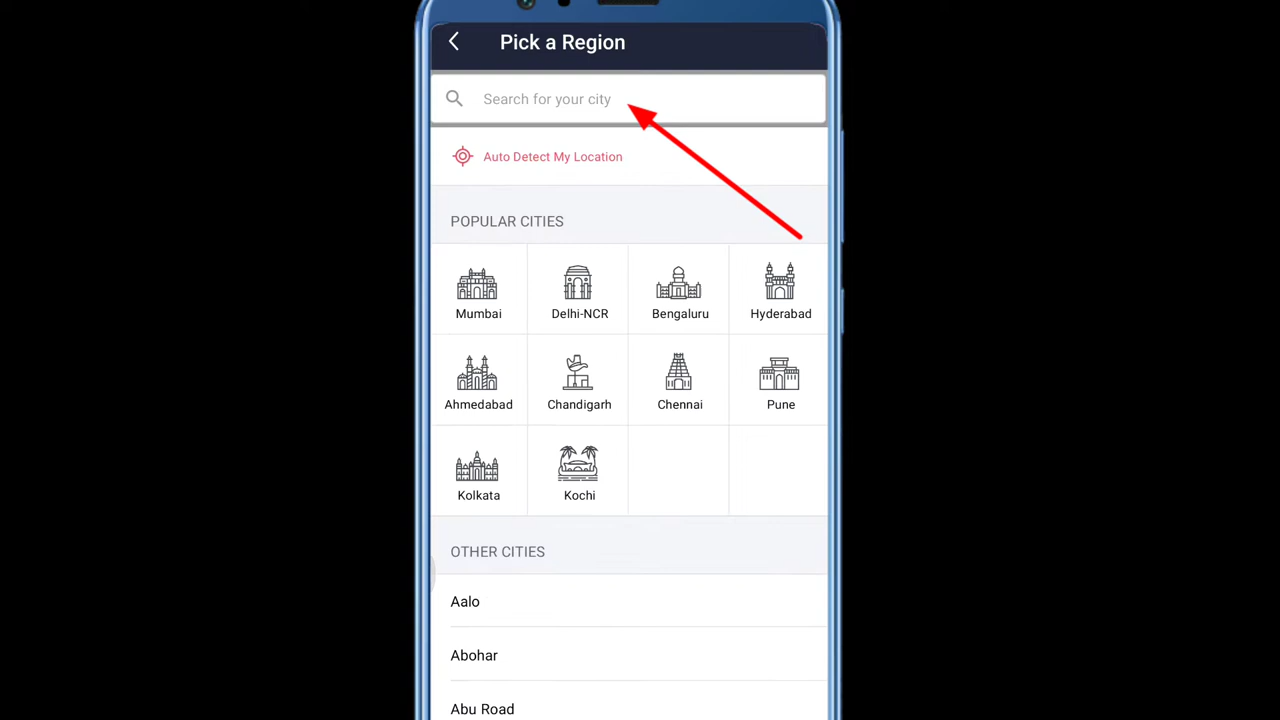 Pick a Region
Search for your city
Auto Detect My Location
POPULAR CITIES
Mumbai
Delhi-NCR
Bengaluru
Hyderabad
Ahmedabad
Chandigarh
Chennai
Pune
Kolkata
Kochi
OTHER CITIES
Aalo
Abohar
Abu Road